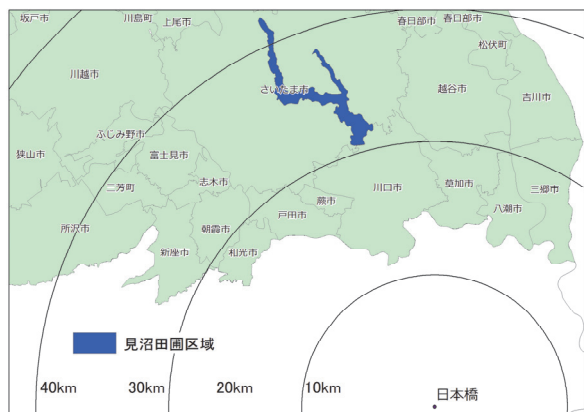 坂戸市
川島町
上尾市
春日部市
春日部市
松伏町
川越市
さいたま市
越谷市
吉川市
ふじみ野市
狭山市
富士見市
二芳町
志木市
川口市
草加市
三郷市
蕨市
戸田市
八潮市
所沢市
朝霞市
新座市
和光市
見沼田圃区域
40km
30km
20km
10km
日本橋